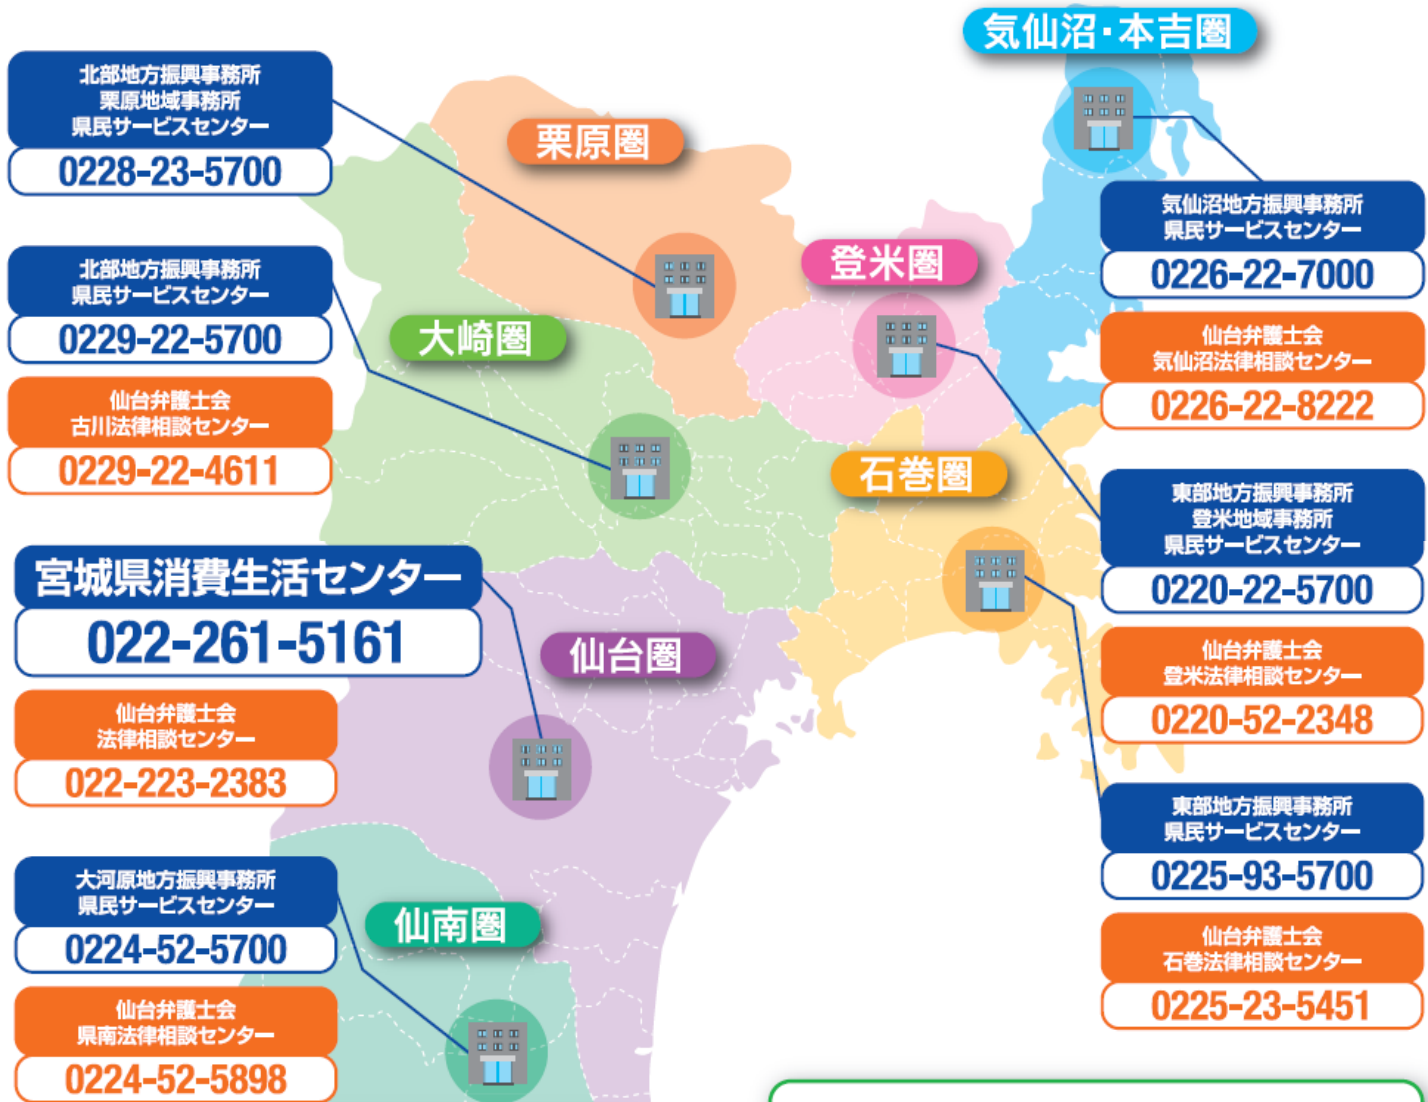 気仙沼・本吉圏
北部地方振興事務所
栗原地域事務所
県民サービスセンター
0228-23-5700
栗原圏
気仙沼地方振興事務所
県民サービスセンター
0226-22-7000
北部地方振興事務所
県民サービスセンター
0229-22-5700
登米圏
大崎圏
仙台弁護士会
気仙沼法律相談センター
0226-22-8222
仙台弁護士会
古川法律相談センター
0229-22-4611
石巻圏
東部地方振興事務所
登米地域事務所
県民サービスセンター
0220-22-5700
宮城県消費生活センター
022-261-5161
仙台圏
仙台弁護士会
登米法律相談センター
0220-52-2348
仙台弁護士会
法律相談センター
022-223-2383
東部地方振興事務所
県民サービスセンター
0225-93-5700
大河原地方振興事務所
県民サービスセンター
0224-52-5700
仙南圏
仙台弁護士会
石巻法律相談センター
0225-23-5451
仙台弁護士会
県南法律相談センター
0224-52-5898